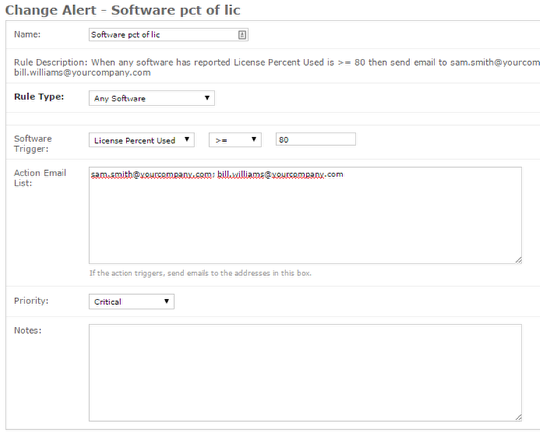 Change Alert - Software pct of lic
Name: Software pct of lic
Rule Description: When any software has reported License Percent Used is >= 80 then send email to sam.smith@yourcom
bill.williams@yourcompany.com
Rule Type: Any Software
Software Trigger: License Percent Used >= 80
Action Email List: sam.smith@yourcompany.com; bill.williams@yourcompany.com
If the action triggers, send emails to the addresses in this box.
Priority: Critical
Notes: